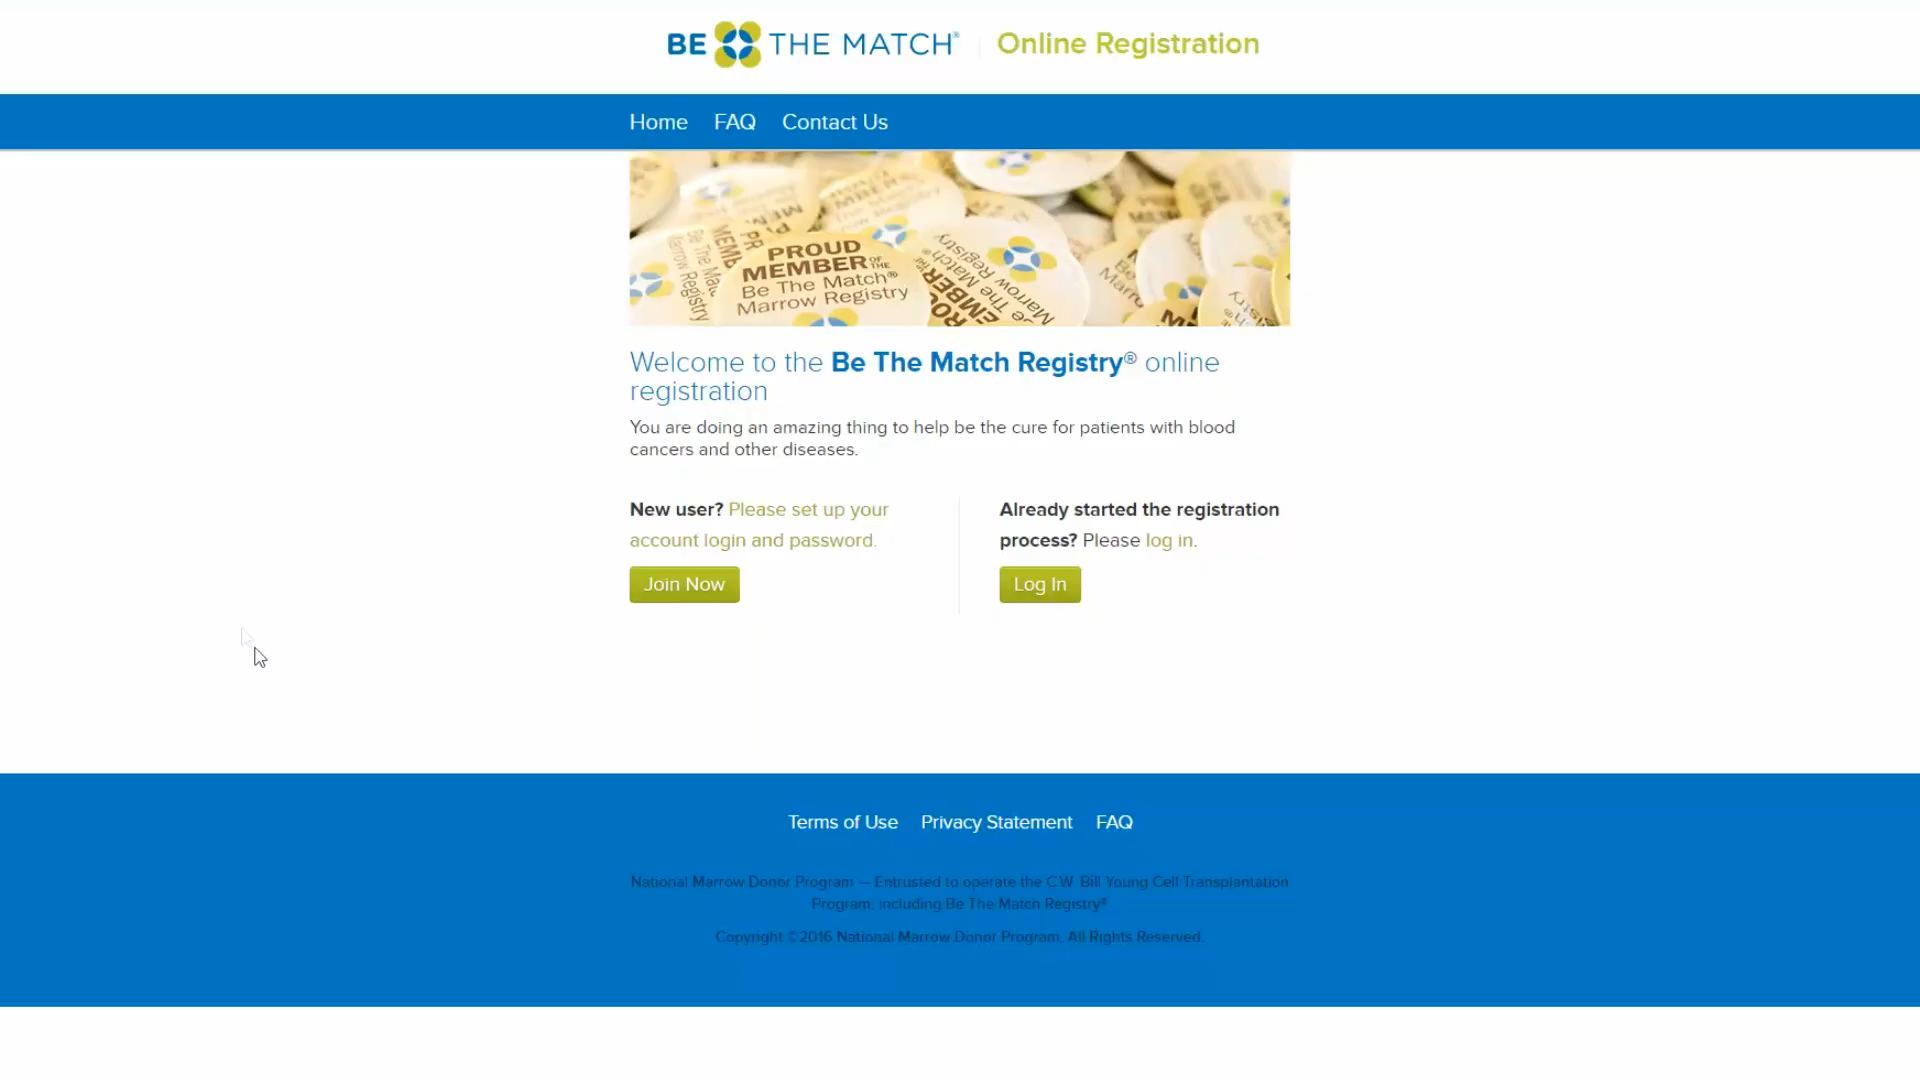 BE THE MATCH® Online Registration
Home FAQ Contact Us
PROUD
MEMBER OF THE
Be The Match®
Marrow Registry
Welcome to the Be The Match Registry® online
registration
You are doing an amazing thing to help be the cure for patients with blood
cancers and other diseases.
New user? Please set up your
account login and password.
Join Now
Already started the registration
process? Please log in.
Log In
Terms of Use Privacy Statement FAQ
National Marrow Donor Program — Entrusted to operate the C.W. Bill Young Cell Transplantation
Program, including Be The Match Registry®
Copyright ©2016 National Marrow Donor Program. All Rights Reserved.